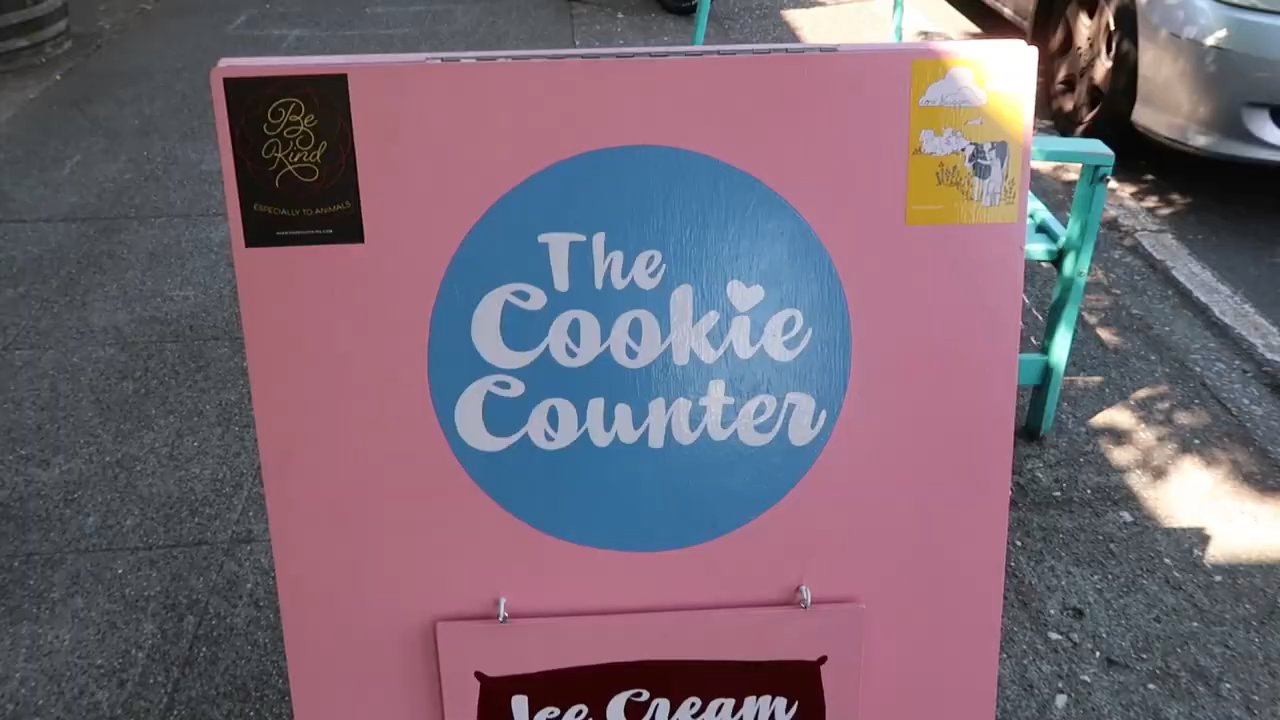 Be
Kind
ESPECIALLY TO ANIMALS
The
Cookie
Counter
Ice Cream